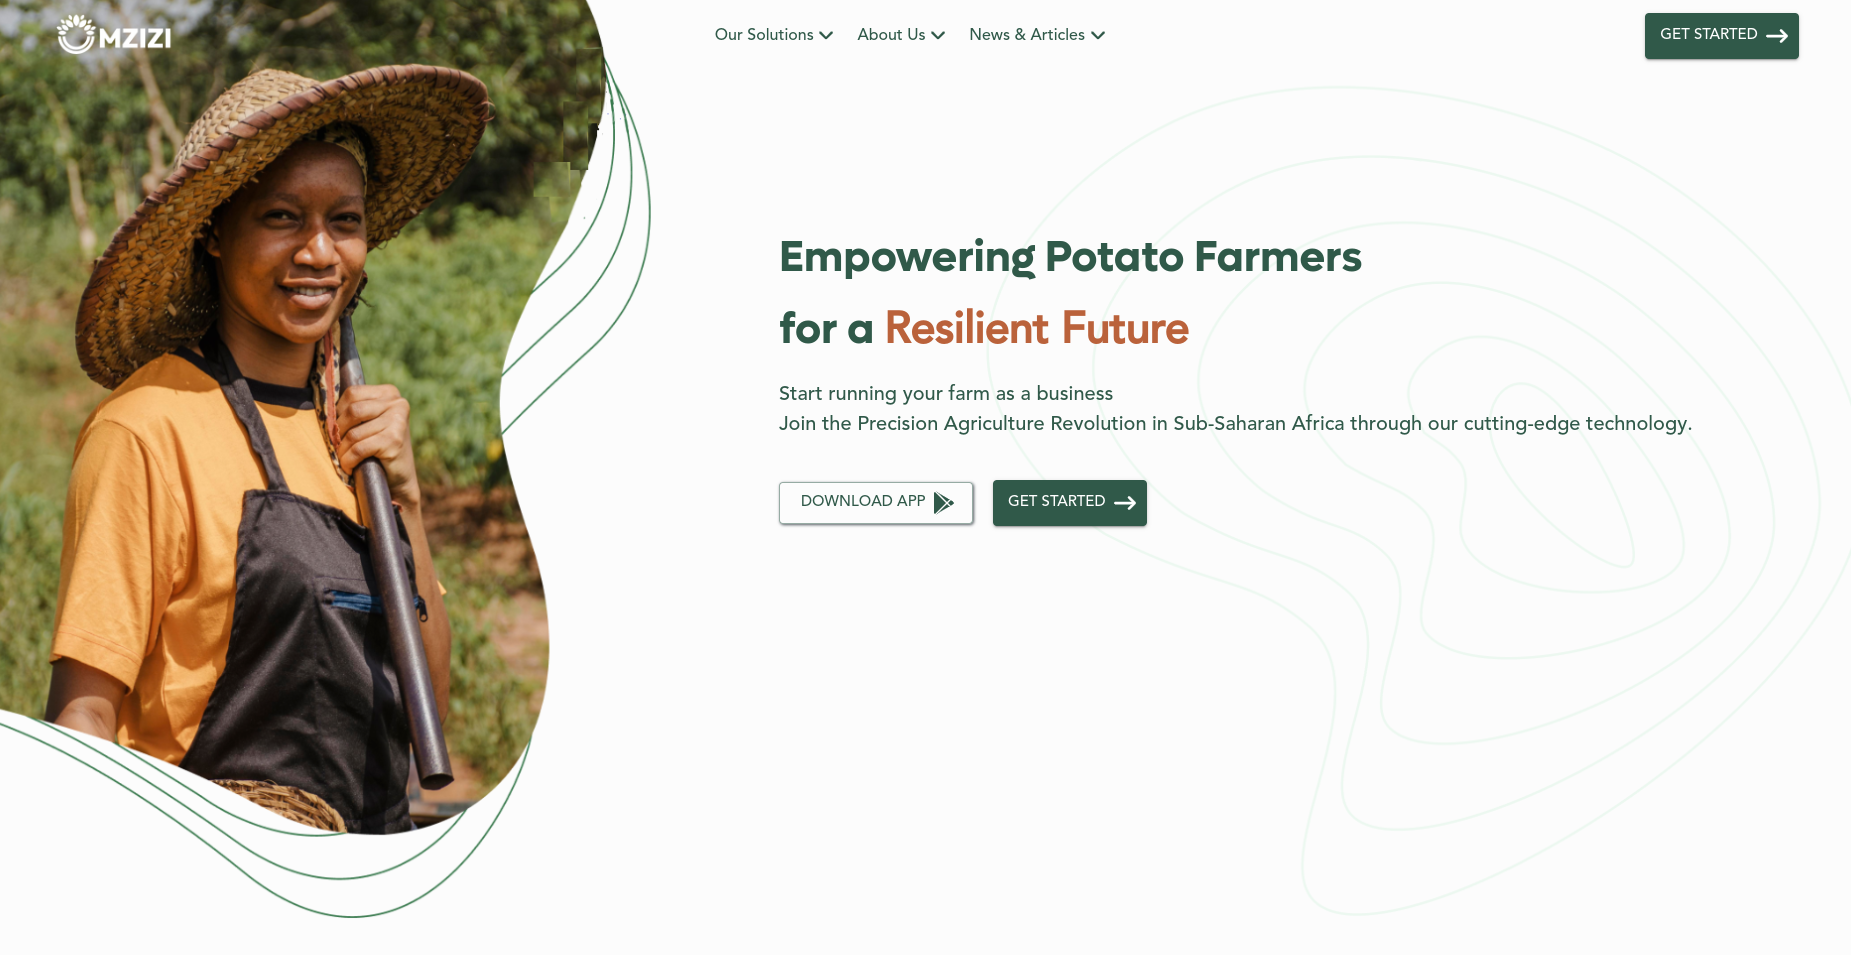 MZIZI
Our Solutions
About Us
News & Articles
GET STARTED
Empowering Potato Farmers
for a Resilient Future
Start running your farm as a business
Join the Precision Agriculture Revolution in Sub-Saharan Africa through our cutting-edge technology.
DOWNLOAD APP
GET STARTED